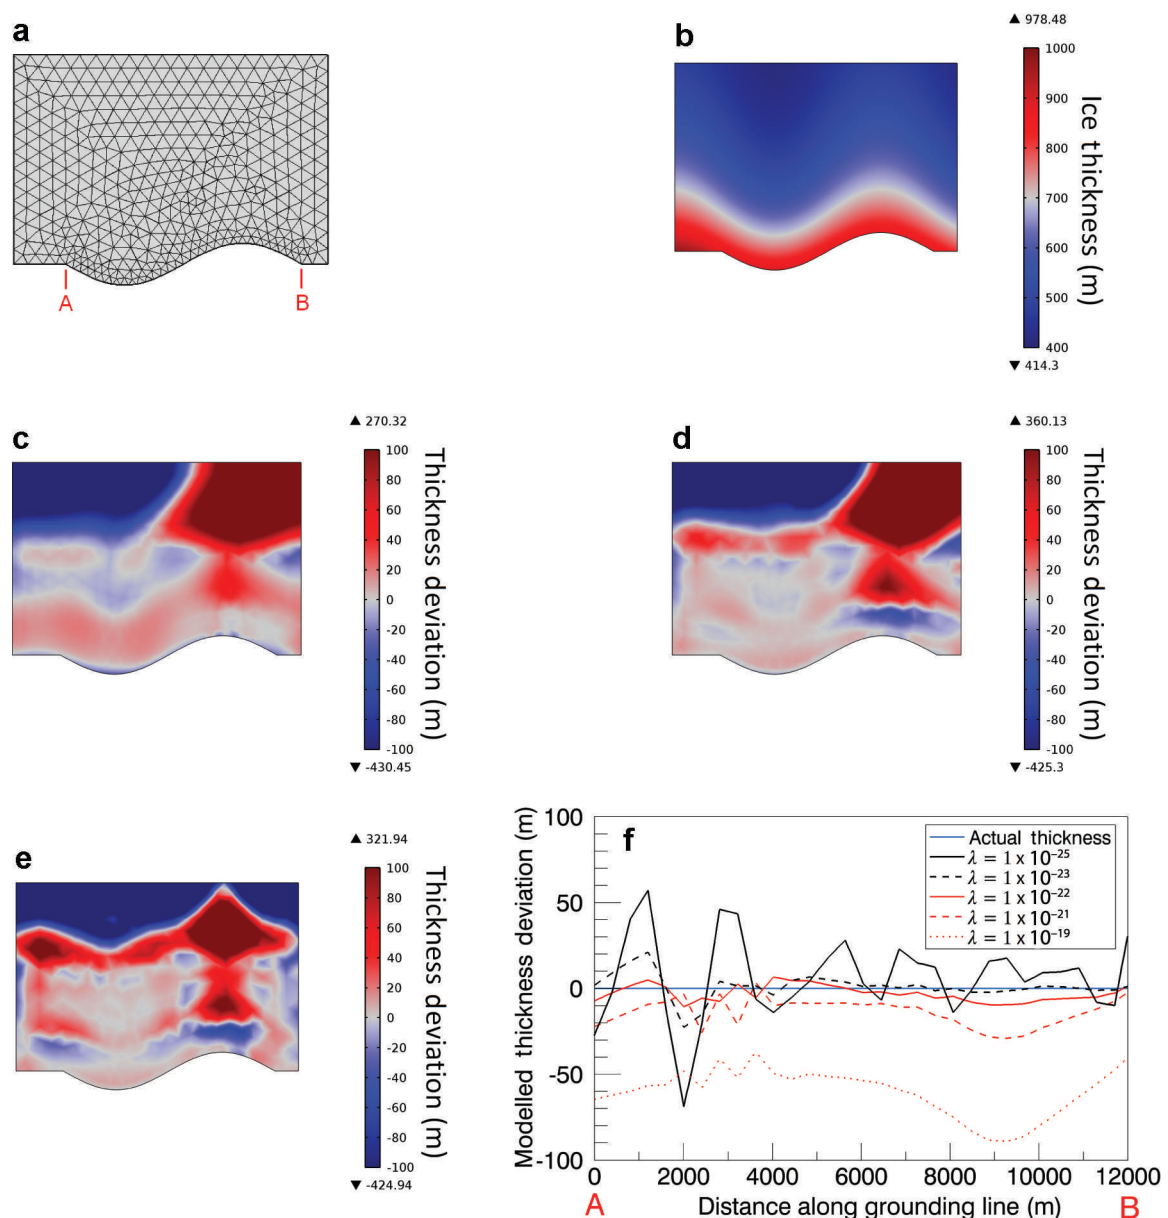 a
A
B
b
▲ 978.48
1000
900
800
700
600
500
400
▼ 414.3
Ice thickness (m)
c
▲ 270.32
100
80
60
40
20
0
-20
-40
-60
-80
-100
▼ -430.45
Thickness deviation (m)
d
▲ 360.13
100
80
60
40
20
0
-20
-40
-60
-80
-100
▼ -425.3
Thickness deviation (m)
e
▲ 321.94
100
80
60
40
20
0
-20
-40
-60
-80
-100
▼ -424.94
Thickness deviation (m)
f
Modelled thickness deviation (m)
100
50
0
-50
-100
Actual thickness
λ = 1 x 10⁻²⁵
λ = 1 x 10⁻²³
λ = 1 x 10⁻²²
λ = 1 x 10⁻²¹
λ = 1 x 10⁻¹⁹
0 2000 4000 6000 8000 10000 12000
A Distance along grounding line (m) B